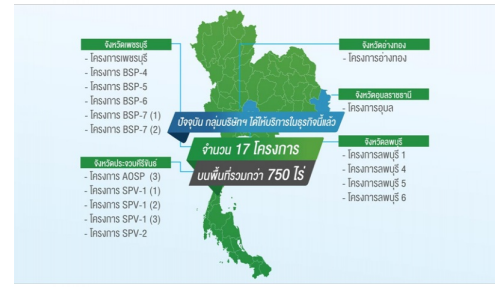 จังหวัดเพชรบุรี
- โครงการเพชรบุรี
- โครงการ BSP-4
- โครงการ BSP-5
- โครงการ BSP-6
- โครงการ BSP-7 (1)
- โครงการ BSP-7 (2)
จังหวัดประจวบคีรีขันธ์
- โครงการ AOSP (3)
- โครงการ SPV-1 (1)
- โครงการ SPV-1 (2)
- โครงการ SPV-1 (3)
- โครงการ SPV-2
ปัจจุบัน กลุ่มบริษัทฯ ได้ให้บริการในธุรกิจนี้แล้ว
จำนวน 17 โครงการ
บนพื้นที่รวมกว่า 750 ไร่
จังหวัดอ่างทอง
- โครงการอ่างทอง
จังหวัดอุบลราชธานี
- โครงการอุบล
จังหวัดลพบุรี
- โครงการลพบุรี 1
- โครงการลพบุรี 4
- โครงการลพบุรี 5
- โครงการลพบุรี 6